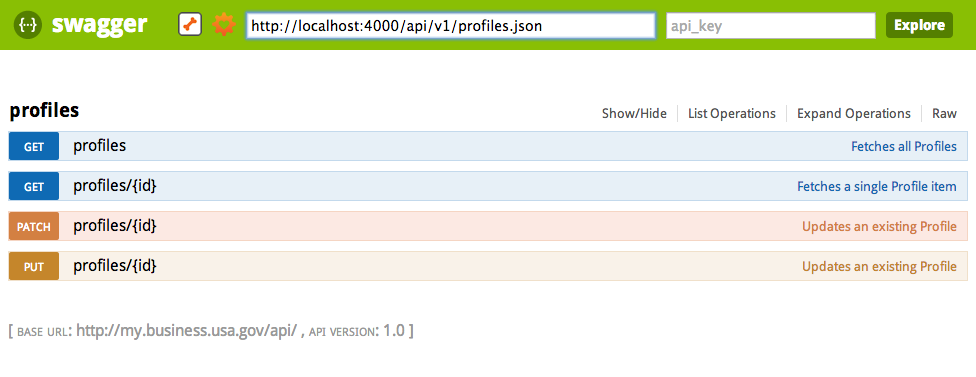 {···} swagger http://localhost:4000/api/v1/profiles.json api_key Explore
profiles Show/Hide List Operations Expand Operations Raw
GET profiles Fetches all Profiles
GET profiles/{id} Fetches a single Profile item
PATCH profiles/{id} Updates an existing Profile
PUT profiles/{id} Updates an existing Profile
[ BASE URL: http://my.business.usa.gov/api/ , API VERSION: 1.0 ]